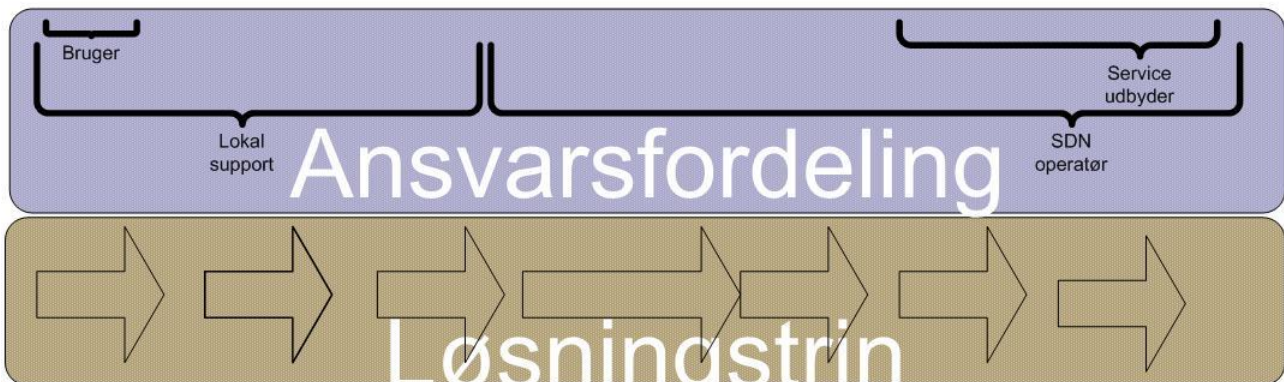 Bruger
Service
udbyder
Lokal
support
SDN
operatør
Ansvarsfordeling
Løsningstrin